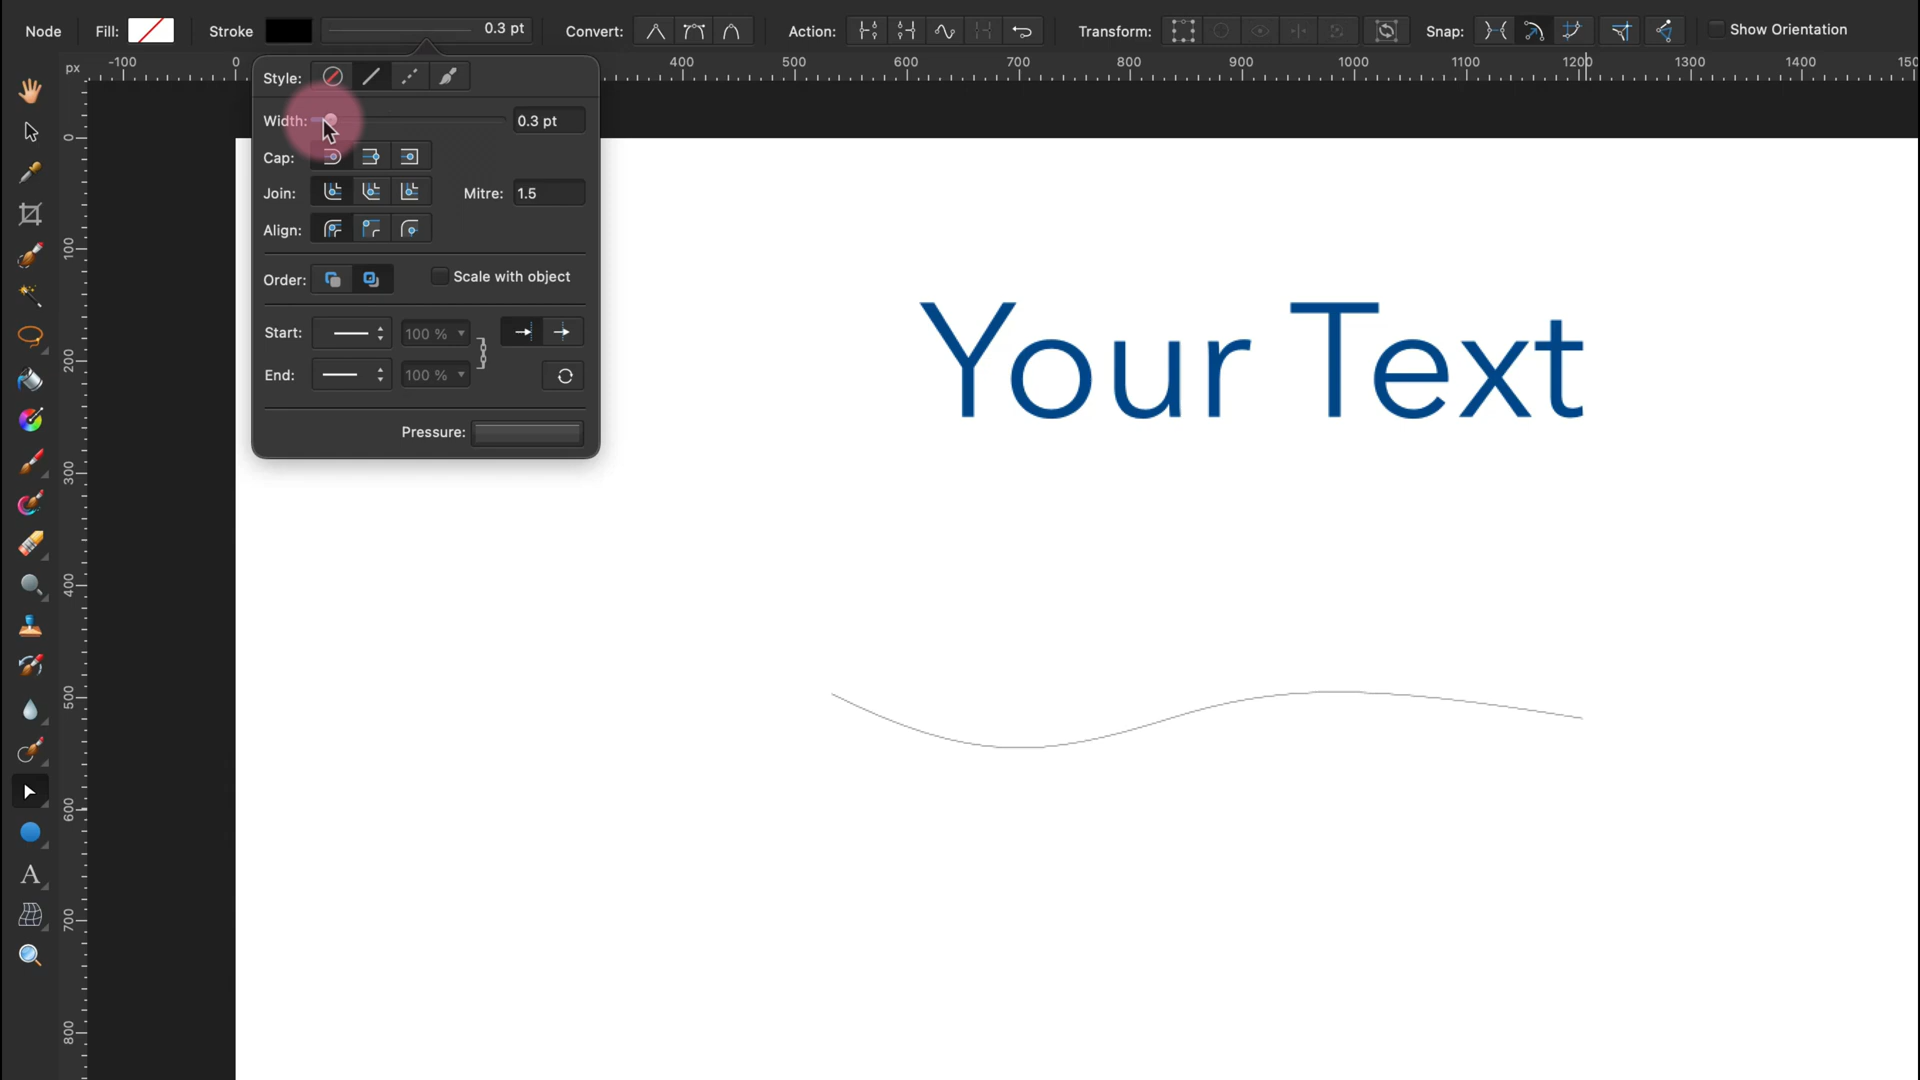 Node Fill: Stroke 0.3 pt Convert: Action: Transform: Snap: Show Orientation
px -100 0 400 500 600 700 800 900 1000 1100 1200 1300 1400 150
Style:
Width: 0.3 pt
Cap:
Join: Mitre: 1.5
Align:
Order: Scale with object
Start: 100 %
End: 100 %
Pressure:
0
100
200
300
400
500
600
700
800
A
Your Text